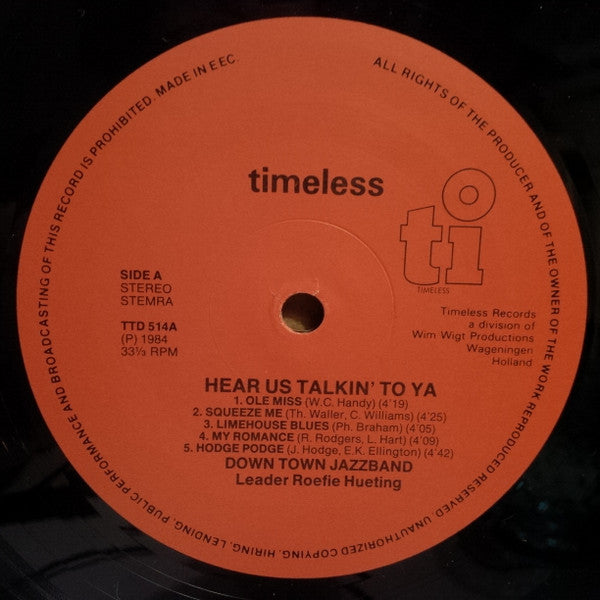 ALL RIGHTS OF THE PRODUCER AND OF THE OWNER OF THE WORK REPRODUCED RESERVED. UNAUTHORIZED COPYING, HIRING, LENDING, PUBLIC PERFORMANCE AND BROADCASTING OF THIS RECORD IS PROHIBITED. MADE IN EEC
timeless
ti
TIMELESS
SIDE A
STEREO
STEMRA
TTD 514A
(P) 1984
33⅓ RPM
Timeless Records
a division of
Wim Wigt Productions
Wageningen
Holland
HEAR US TALKIN' TO YA
1. OLE MISS (W.C. Handy) (4'19)
2. SQUEEZE ME (Th. Waller, C. Williams) (4'25)
3. LIMEHOUSE BLUES (Ph. Braham) (4'05)
4. MY ROMANCE (R. Rodgers, L. Hart) (4'09)
5. HODGE PODGE (J. Hodge, E.K. Ellington) (4'42)
DOWN TOWN JAZZBAND
Leader Roefie Hueting